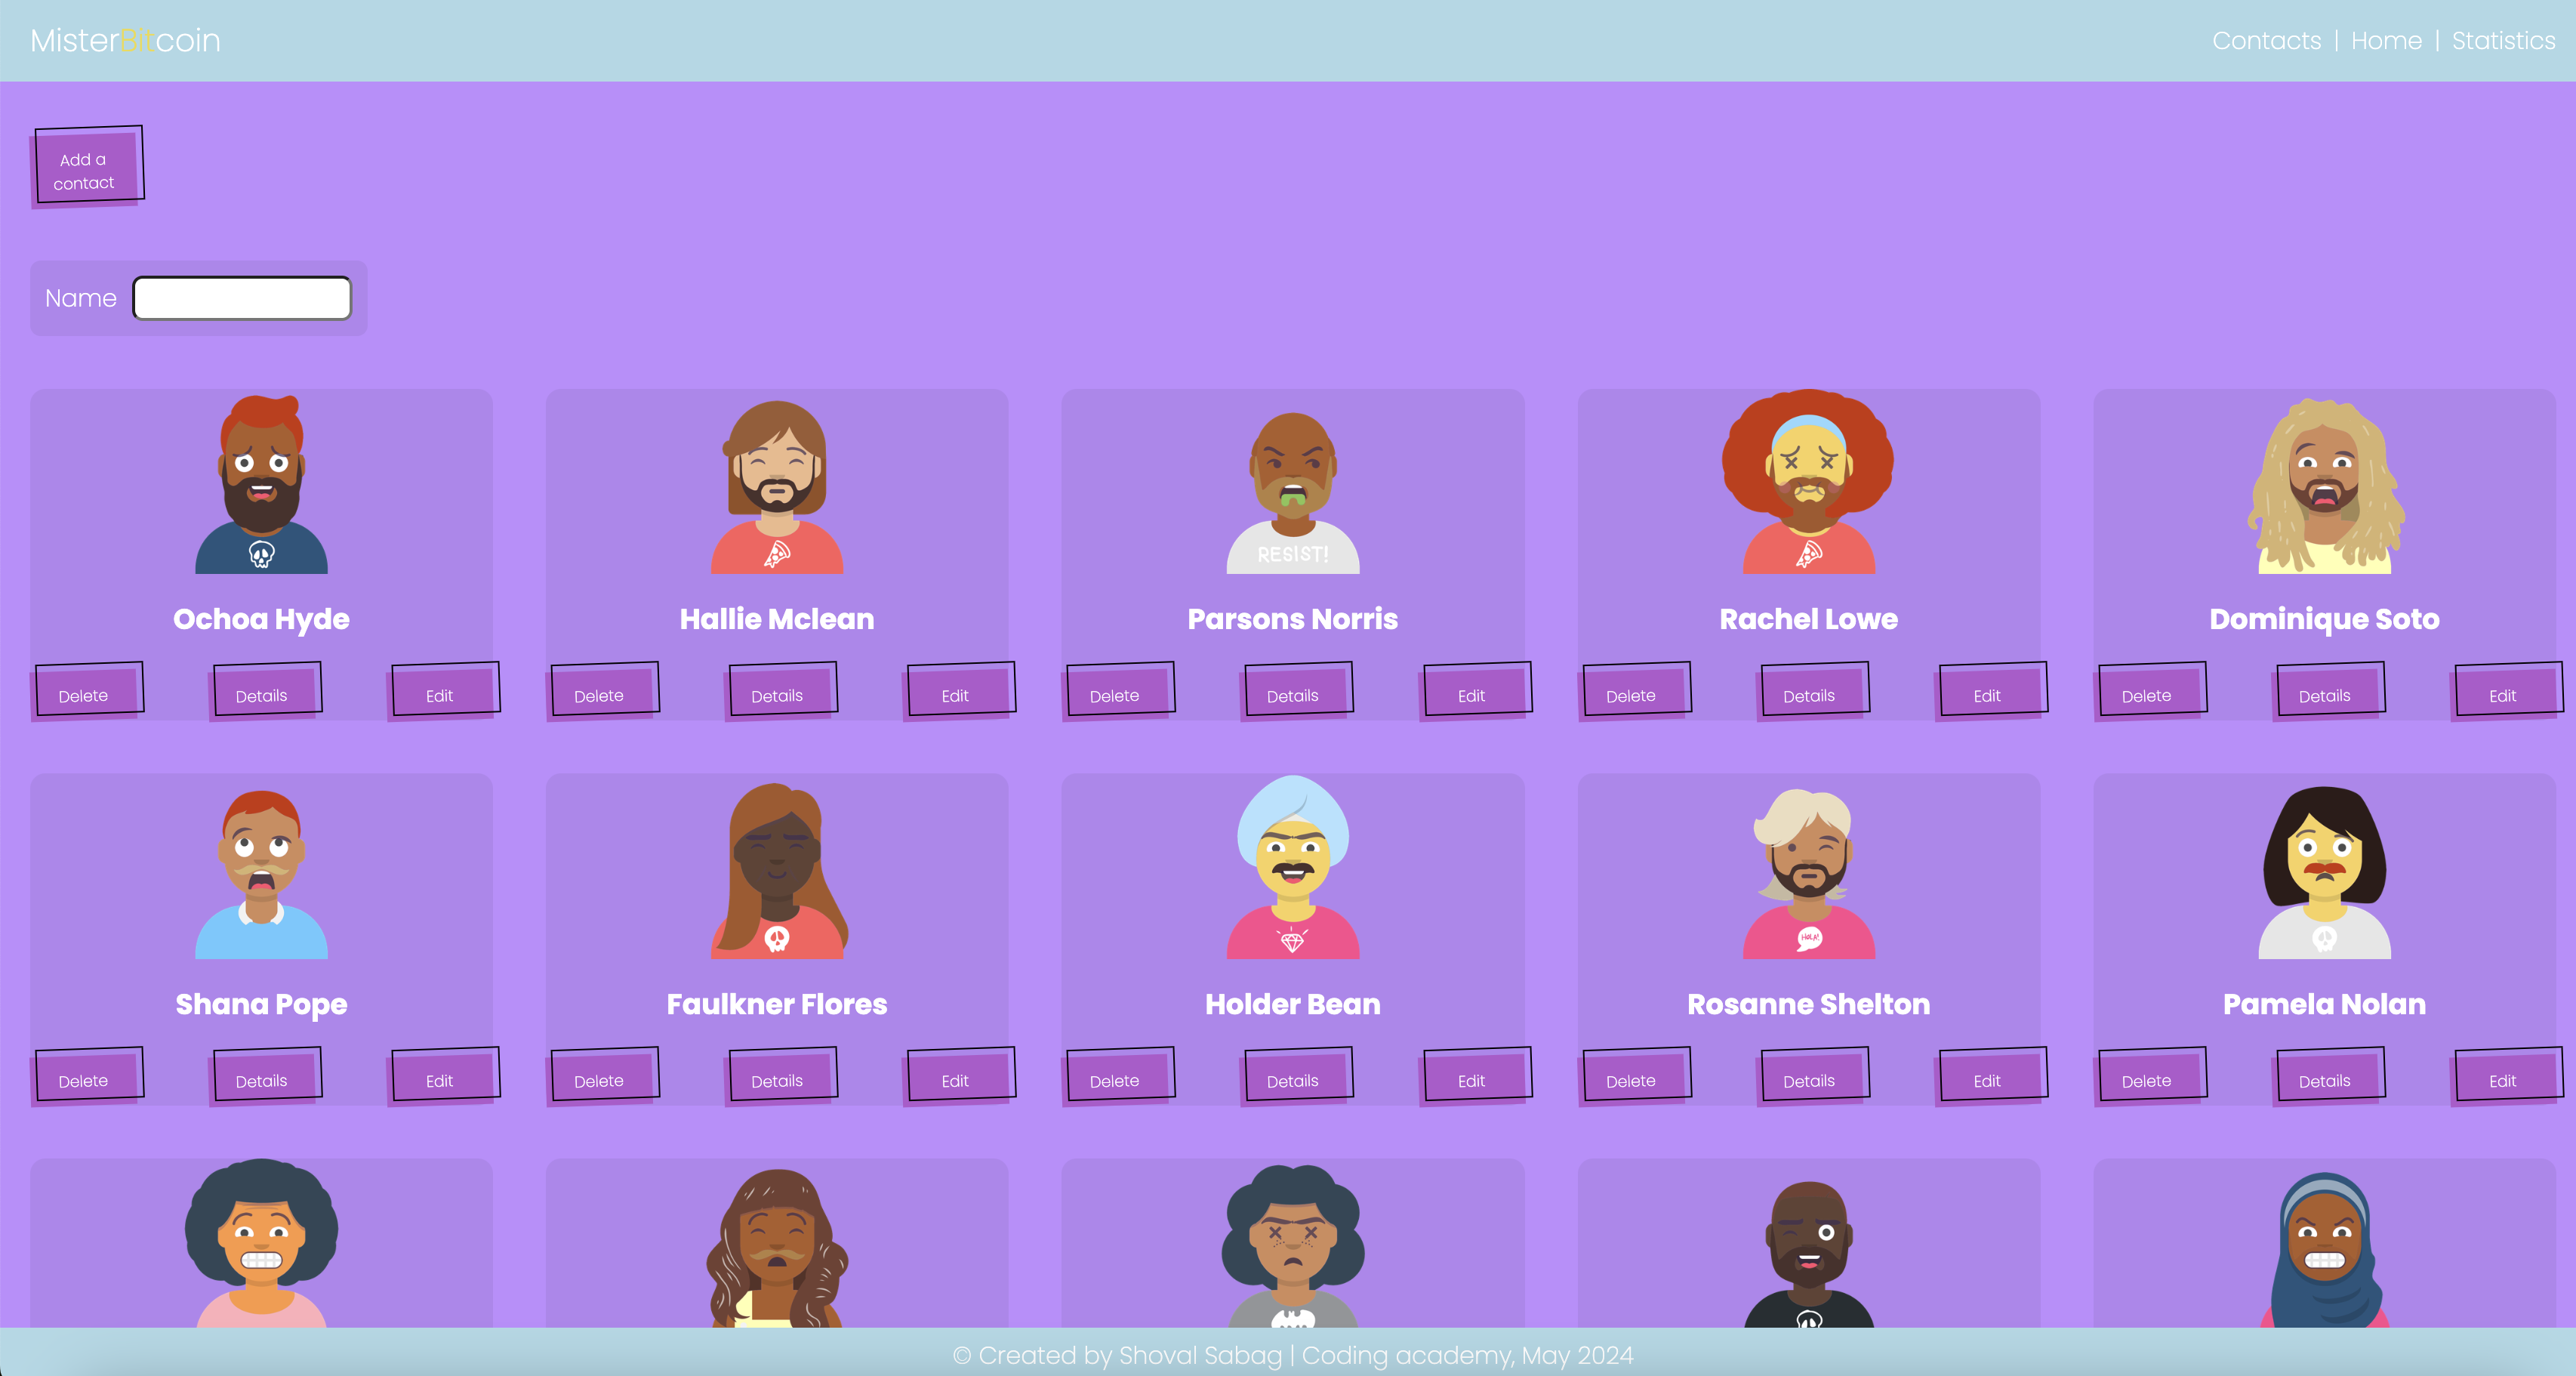 MisterBitcoin
Contacts | Home | Statistics
Add a
contact
Name
RESIST!
Ochoa Hyde
Hallie Mclean
Parsons Norris
Rachel Lowe
Dominique Soto
Delete Details Edit
Delete Details Edit
Delete Details Edit
Delete Details Edit
Delete Details Edit
HOLA!
Shana Pope
Faulkner Flores
Holder Bean
Rosanne Shelton
Pamela Nolan
Delete Details Edit
Delete Details Edit
Delete Details Edit
Delete Details Edit
Delete Details Edit
© Created by Shoval Sabag | Coding academy, May 2024